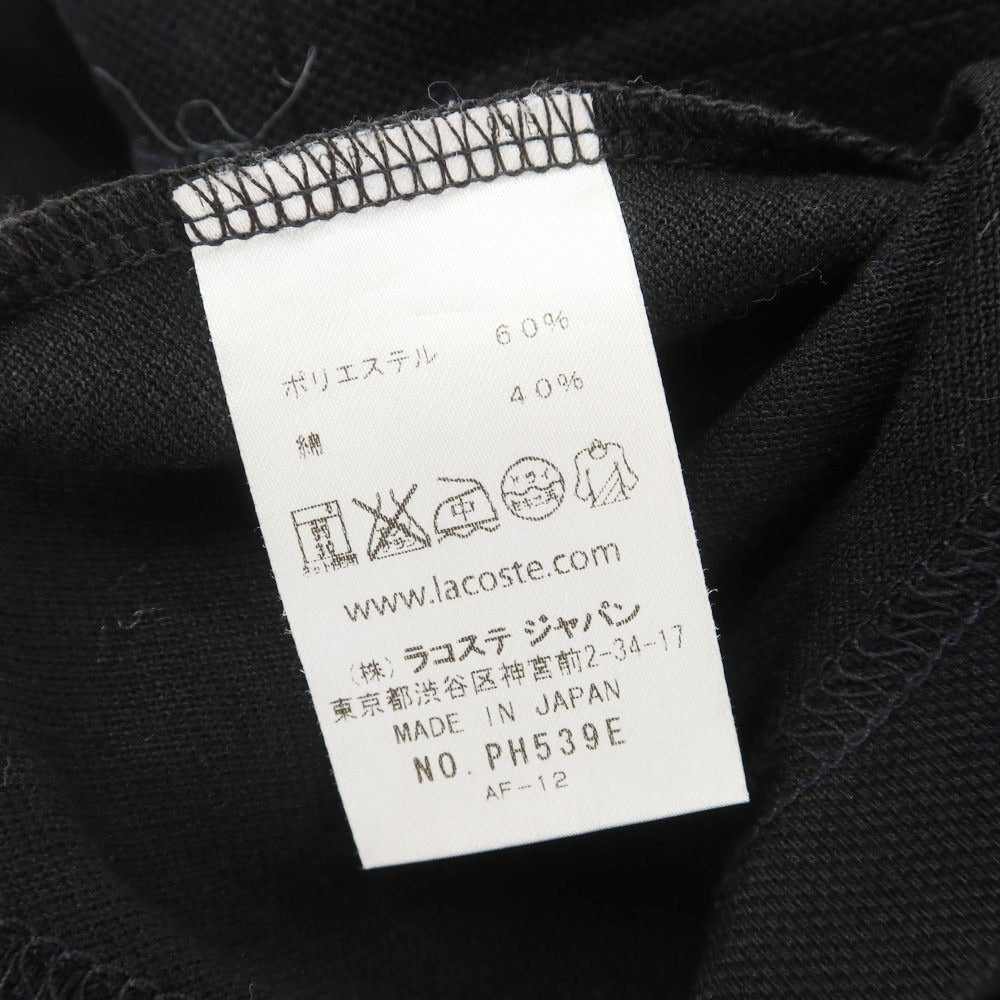 ポリエステル 60%
綿 40%
中
www.lacoste.com
(株) ラコステ ジャパン
東京都渋谷区神宮前2-34-17
MADE IN JAPAN
NO. PH539E
AF-12